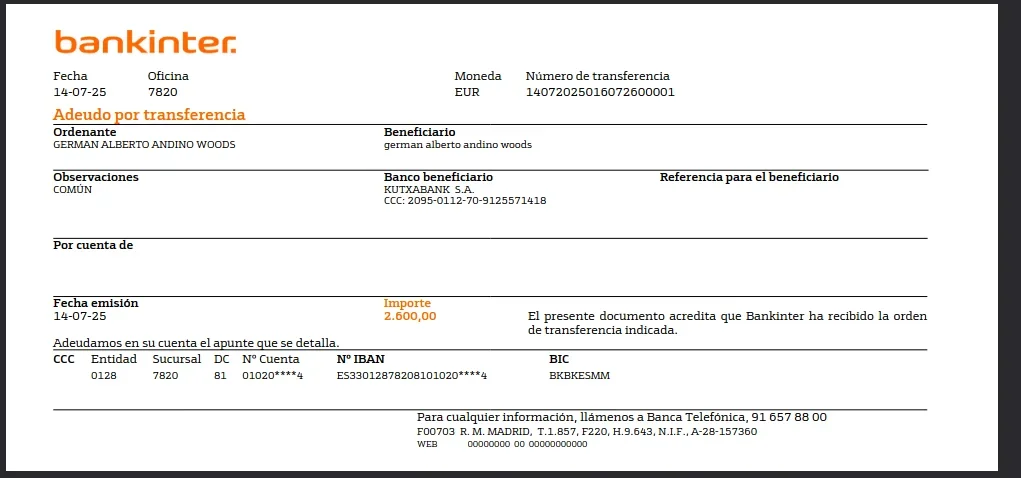 bankinter.
Fecha Oficina Moneda Número de transferencia
14-07-25 7820 EUR 14072025016072600001
Adeudo por transferencia
Ordenante Beneficiario
GERMAN ALBERTO ANDINO WOODS german alberto andino woods
Observaciones Banco beneficiario Referencia para el beneficiario
COMÚN KUTXABANK S.A.
CCC: 2095-0112-70-9125571418
Por cuenta de
Fecha emisión Importe
14-07-25 2.600,00 El presente documento acredita que Bankinter ha recibido la orden
de transferencia indicada.
Adeudamos en su cuenta el apunte que se detalla.
CCC Entidad Sucursal DC Nº Cuenta Nº IBAN BIC
0128 7820 81 01020****4 ES33012878208101020****4 BKBKESMM
Para cualquier información, llámenos a Banca Telefónica, 91 657 88 00
F00703 R. M. MADRID, T.1.857, F220, H.9.643, N.I.F., A-28-157360
WEB 00000000 00 00000000000